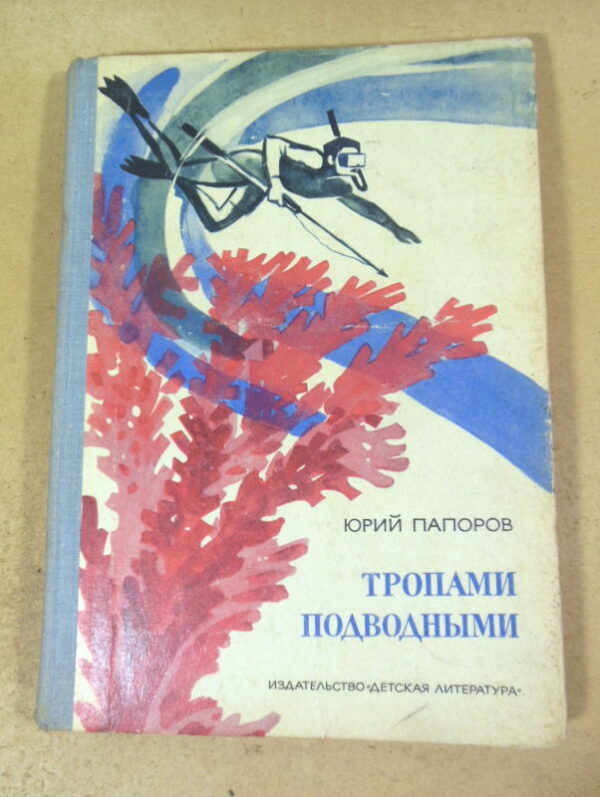 ЮРИЙ ПАПОРОВ
ТРОПАМИ
ПОДВОДНЫМИ
ИЗДАТЕЛЬСТВО «ДЕТСКАЯ ЛИТЕРАТУРА»